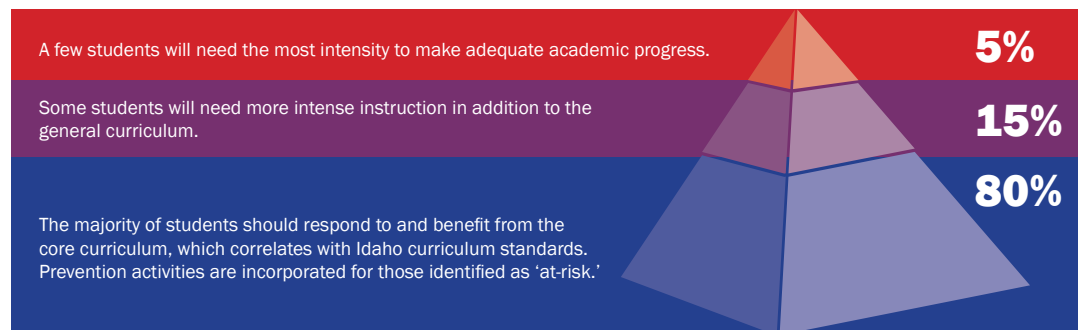 A few students will need the most intensity to make adequate academic progress.
5%
Some students will need more intense instruction in addition to the
general curriculum.
15%
80%
The majority of students should respond to and benefit from the
core curriculum, which correlates with Idaho curriculum standards.
Prevention activities are incorporated for those identified as ‘at-risk.’